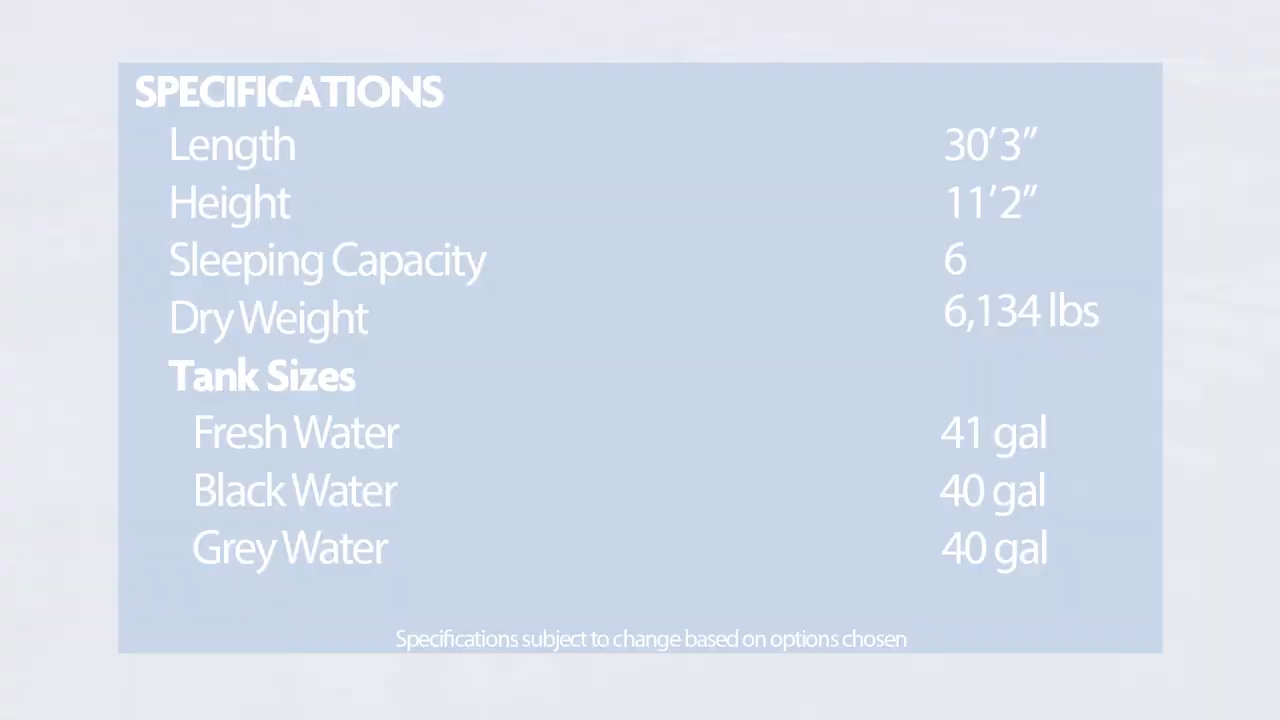 SPECIFICATIONS
Length 30’3”
Height 11’2”
Sleeping Capacity 6
Dry Weight 6,134 lbs
Tank Sizes
Fresh Water 41 gal
Black Water 40 gal
Grey Water 40 gal
Specifications subject to change based on options chosen